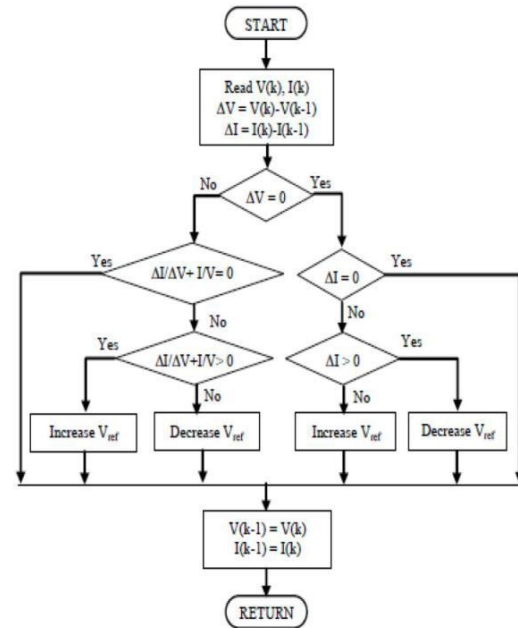 START
Read V(k), I(k)
ΔV = V(k)-V(k-1)
ΔI = I(k)-I(k-1)
No
Yes
ΔV = 0
Yes
ΔI/ΔV+ I/V= 0
ΔI = 0
Yes
No
No
Yes
ΔI/ΔV+I/V> 0
ΔI > 0
Yes
No
No
Increase Vref
Decrease Vref
Increase Vref
Decrease Vref
V(k-1) = V(k)
I(k-1) = I(k)
RETURN